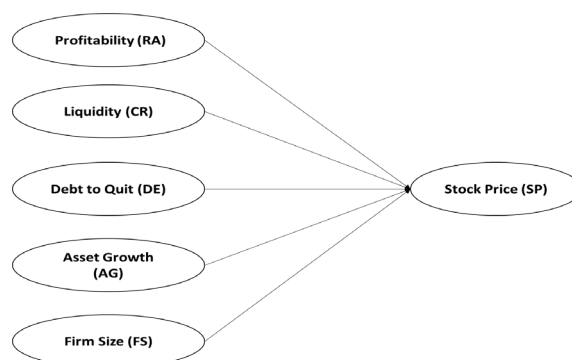 Profitability (RA)
Liquidity (CR)
Debt to Quit (DE)
Stock Price (SP)
Asset Growth
(AG)
Firm Size (FS)